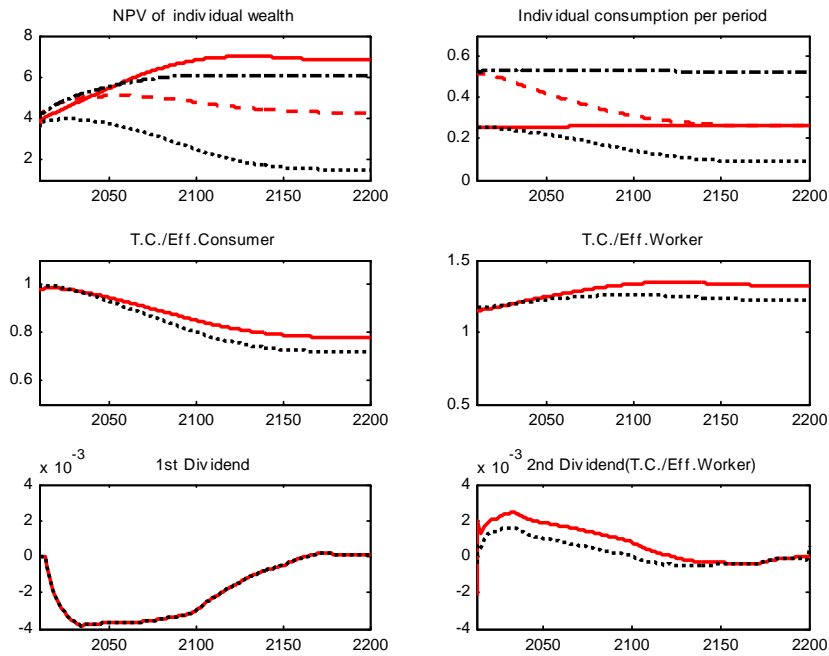 NPV of individual wealth
Individual consumption per period
8
6
4
2
2050 2100 2150 2200
0.6
0.4
0.2
0
2050 2100 2150 2200
T.C./Eff.Consumer
T.C./Eff.Worker
1
0.8
0.6
2050 2100 2150 2200
1.5
1
0.5
2050 2100 2150 2200
x 10^-3
1st Dividend
x 10^-3
2nd Dividend(T.C./Eff.Worker)
4
2
0
-2
-4
2050 2100 2150 2200
4
2
0
-2
-4
2050 2100 2150 2200